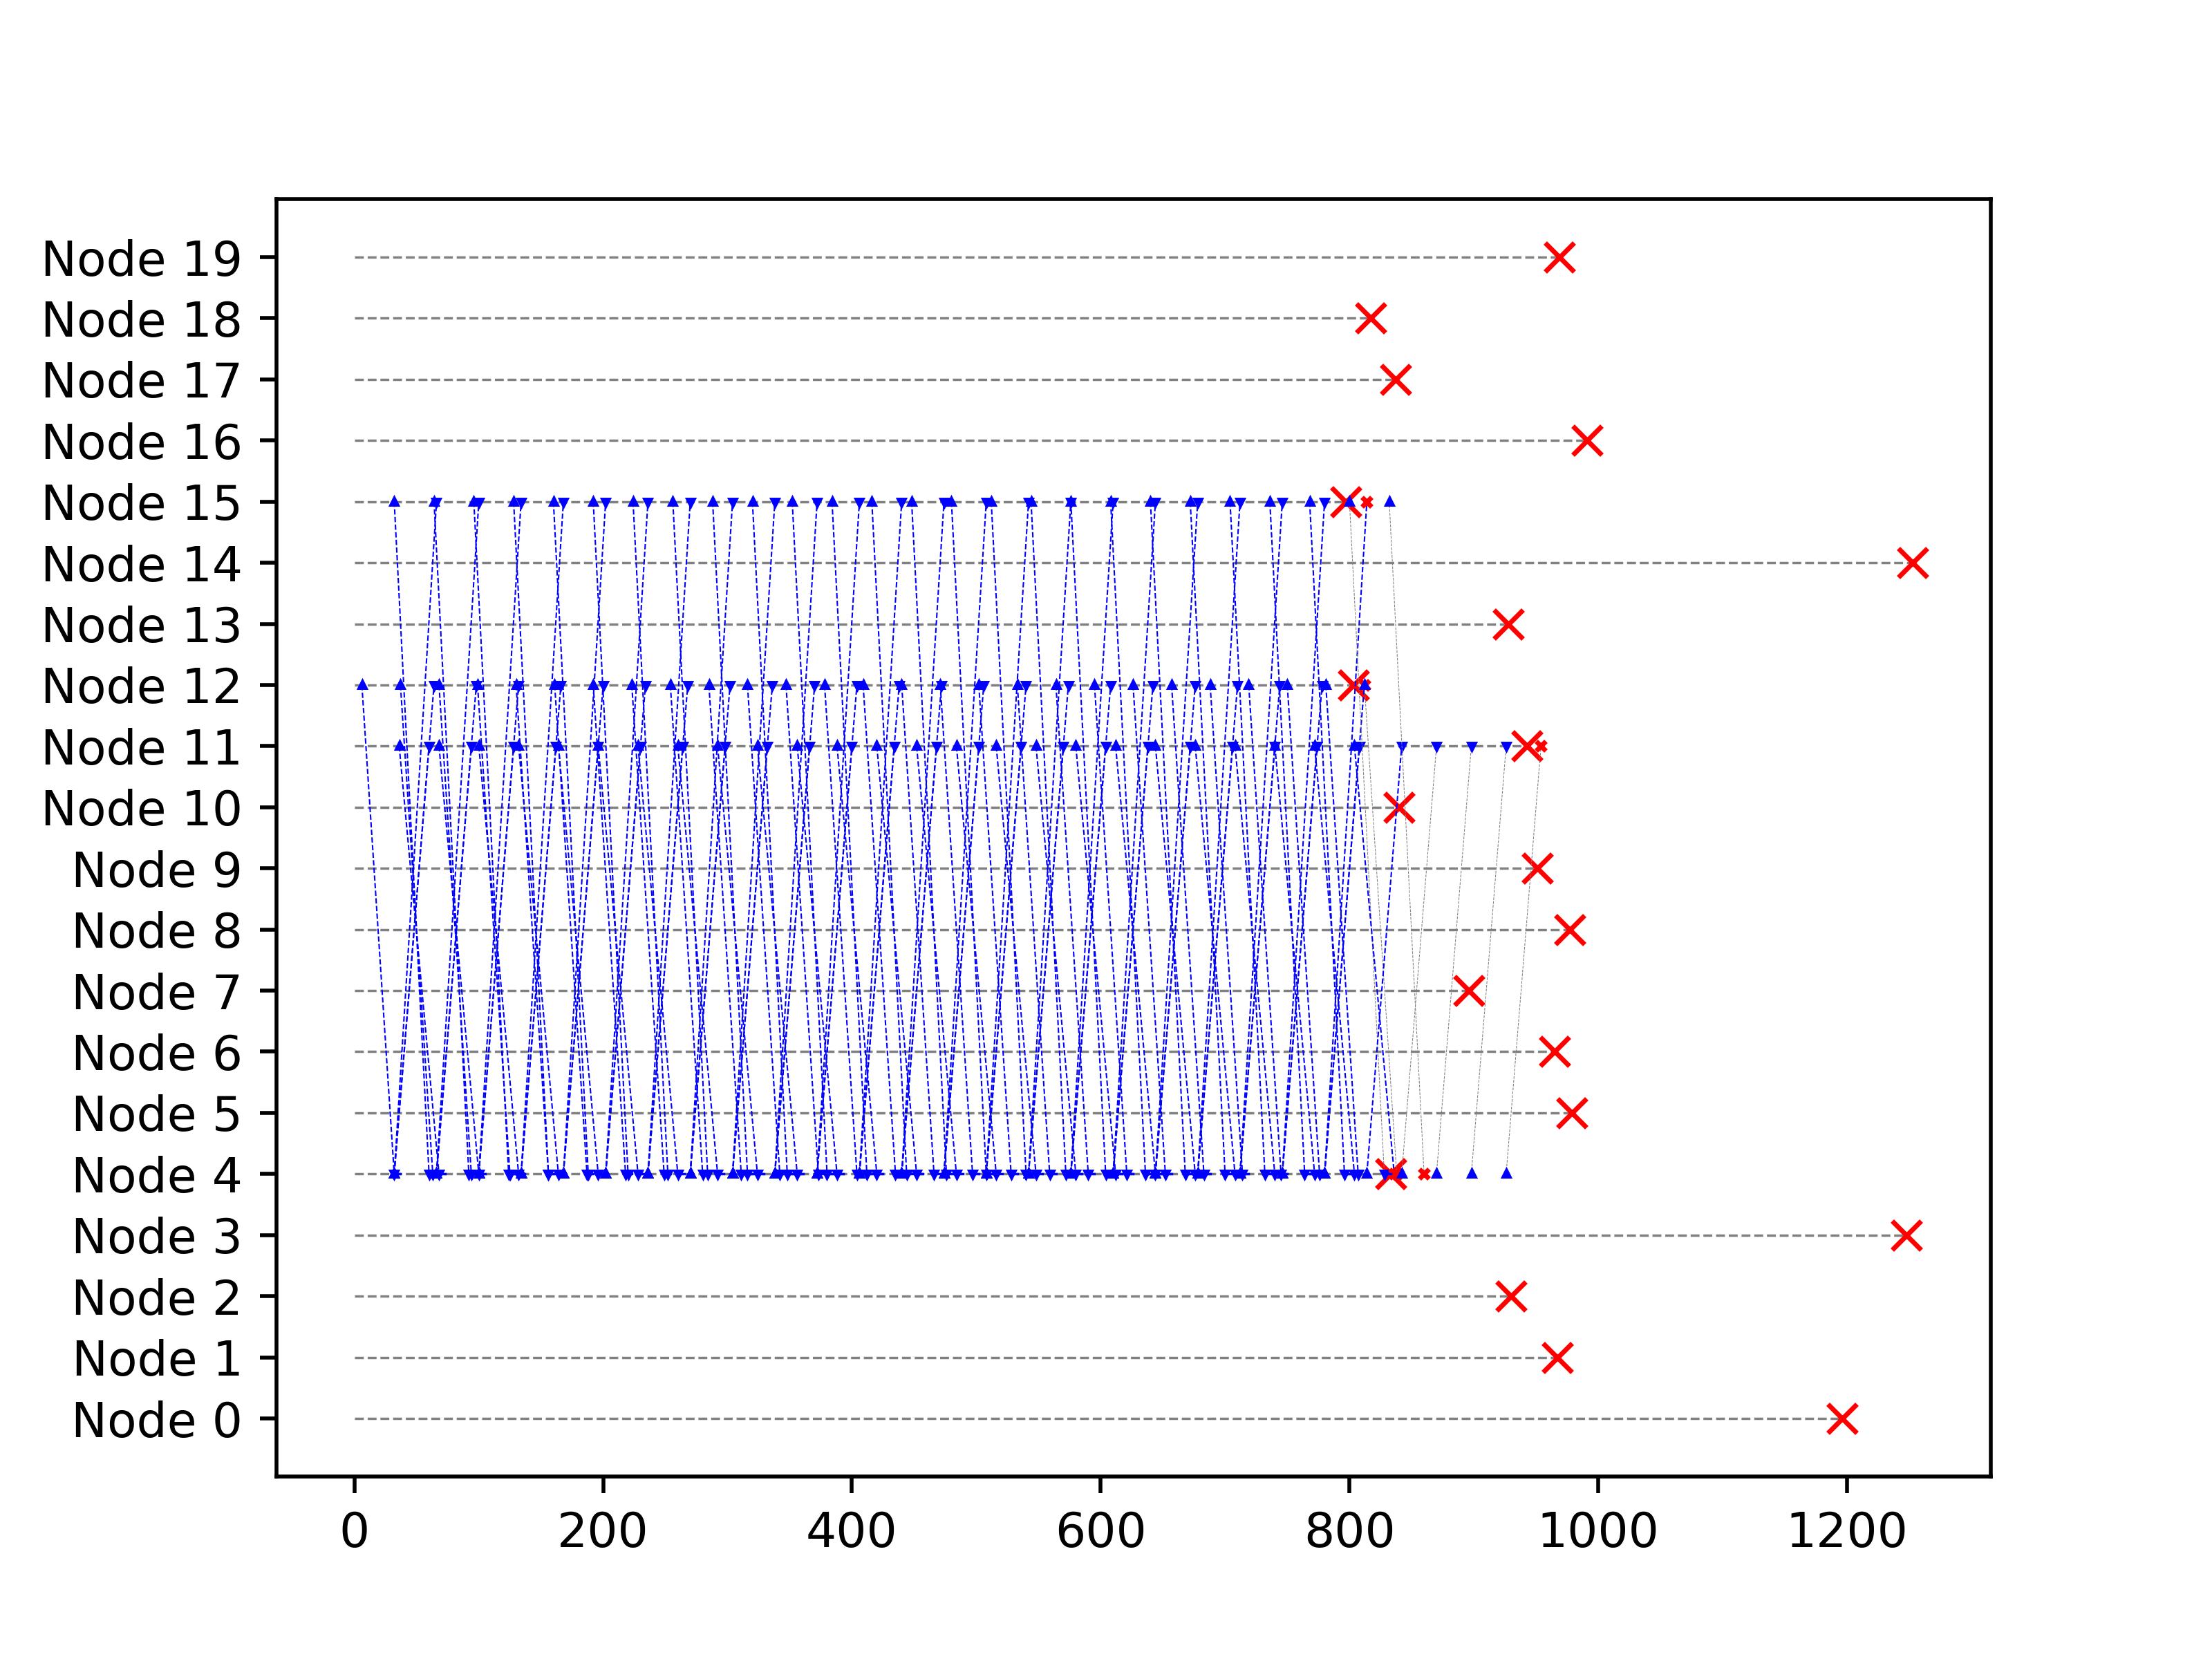 Node 19
Node 18
Node 17
Node 16
Node 15
Node 14
Node 13
Node 12
Node 11
Node 10
Node 9
Node 8
Node 7
Node 6
Node 5
Node 4
Node 3
Node 2
Node 1
Node 0
0 200 400 600 800 1000 1200